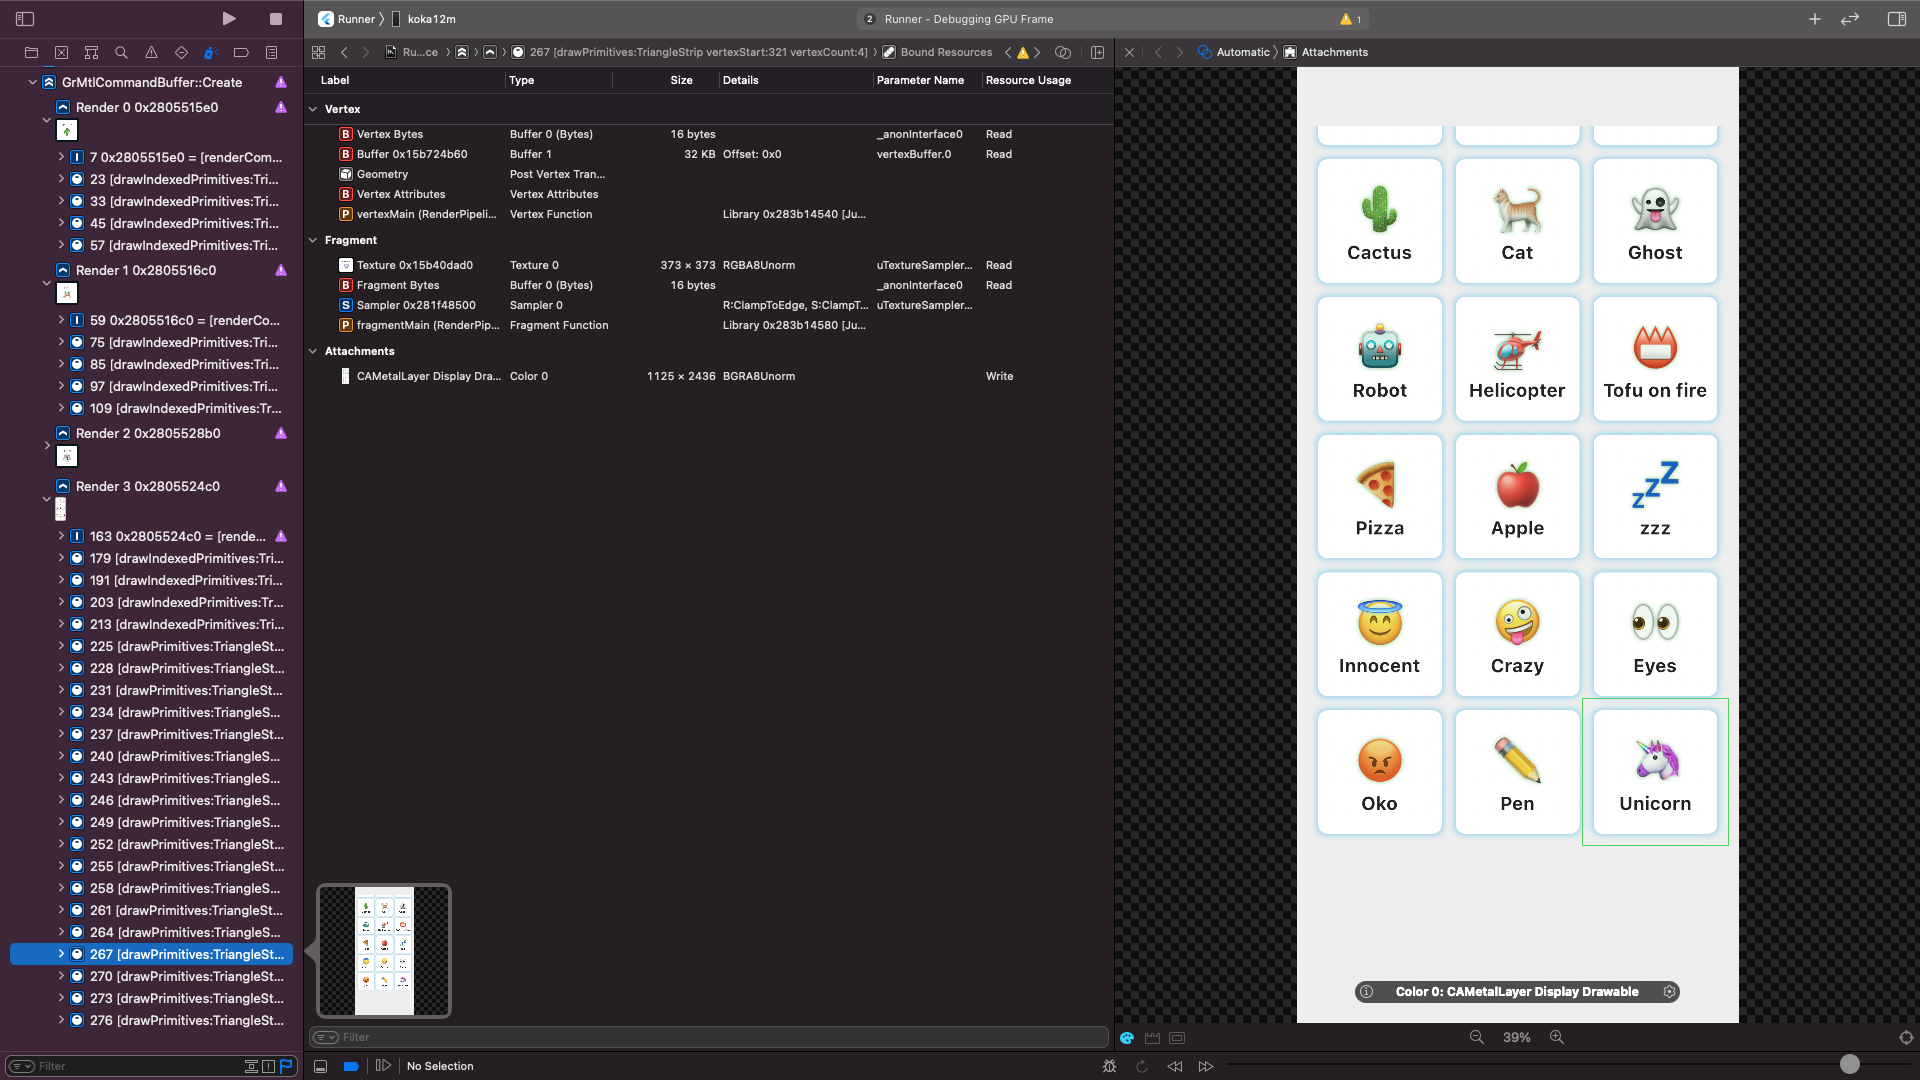 Runner
koka12m
2
Runner - Debugging GPU Frame
1
Ru...ce
267 [drawPrimitives:TriangleStrip vertexStart:321 vertexCount:4]
Bound Resources
Automatic
Attachments
GrMtlCommandBuffer::Create
Render 0 0x2805515e0
7 0x2805515e0 = [renderCom...
23 [drawIndexedPrimitives:Tri...
33 [drawIndexedPrimitives:Tri...
45 [drawIndexedPrimitives:Tri...
57 [drawIndexedPrimitives:Tri...
Render 1 0x2805516c0
59 0x2805516c0 = [renderCo...
75 [drawIndexedPrimitives:Tri...
85 [drawIndexedPrimitives:Tri...
97 [drawIndexedPrimitives:Tri...
109 [drawIndexedPrimitives:Tr...
Render 2 0x2805528b0
Render 3 0x2805524c0
163 0x2805524c0 = [rende...
179 [drawIndexedPrimitives:Tri...
191 [drawIndexedPrimitives:Tri...
203 [drawIndexedPrimitives:Tr...
213 [drawIndexedPrimitives:Tri...
225 [drawPrimitives:TriangleSt...
228 [drawPrimitives:TriangleSt...
231 [drawPrimitives:TriangleSt...
234 [drawPrimitives:TriangleS...
237 [drawPrimitives:TriangleS...
240 [drawPrimitives:TriangleS...
243 [drawPrimitives:TriangleS...
246 [drawPrimitives:TriangleS...
249 [drawPrimitives:TriangleS...
252 [drawPrimitives:TriangleS...
255 [drawPrimitives:TriangleSt...
258 [drawPrimitives:TriangleS...
261 [drawPrimitives:TriangleSt...
264 [drawPrimitives:TriangleS...
267 [drawPrimitives:TriangleSt...
270 [drawPrimitives:TriangleSt...
273 [drawPrimitives:TriangleSt...
276 [drawPrimitives:TriangleSt...
Filter
Label Type Size Details Parameter Name Resource Usage
Vertex
B Vertex Bytes Buffer 0 (Bytes) 16 bytes _anonInterface0 Read
B Buffer 0x15b724b60 Buffer 1 32 KB Offset: 0x0 vertexBuffer.0 Read
Geometry Post Vertex Tran...
B Vertex Attributes Vertex Attributes
P vertexMain (RenderPipeli... Vertex Function Library 0x283b14540 [Ju...
Fragment
Texture 0x15b40dad0 Texture 0 373 × 373 RGBA8Unorm uTextureSampler... Read
B Fragment Bytes Buffer 0 (Bytes) 16 bytes _anonInterface0 Read
S Sampler 0x281f48500 Sampler 0 R:ClampToEdge, S:ClampT... uTextureSampler...
P fragmentMain (RenderPip... Fragment Function Library 0x283b14580 [Ju...
Attachments
CAMetalLayer Display Dra... Color 0 1125 × 2436 BGRA8Unorm Write
Filter
No Selection
Cactus Cat Ghost
Robot Helicopter Tofu on fire
Pizza Apple zzz
Innocent Crazy Eyes
Oko Pen Unicorn
Color 0: CAMetalLayer Display Drawable
39%